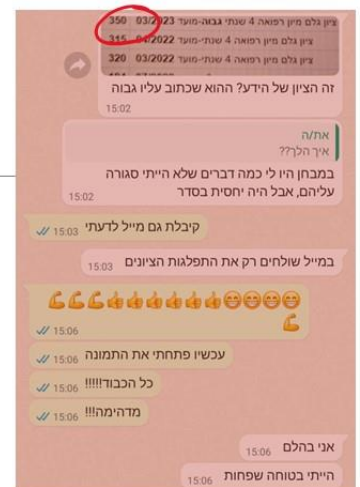 ציון גלם מיון רפואה 4 שנתי גבוה-מועד 03/2023 350
ציון גלם מיון רפואה 4 שנתי-מועד 04/2022 315
ציון גלם מיון רפואה 4 שנתי-מועד 03/2022 320
זה הציון של הידע? ההוא שכתוב עליו גבוה
15:02
את/ה
איך הלך??
במבחן היו לי כמה דברים שלא הייתי סגורה
עליהם, אבל היה יחסית בסדר
15:02
קיבלת גם מייל לדעתי 15:03
במייל שולחים רק את התפלגות הציונים 15:03
😁😁😁😁👍👍👍👍👍👍💪💪💪
💪
15:06
עכשיו פתחתי את התמונה 15:06
כל הכבוד!!!!! 15:06
מדהימה!!! 15:06
אני בהלם 15:06
הייתי בטוחה שפחות 15:06